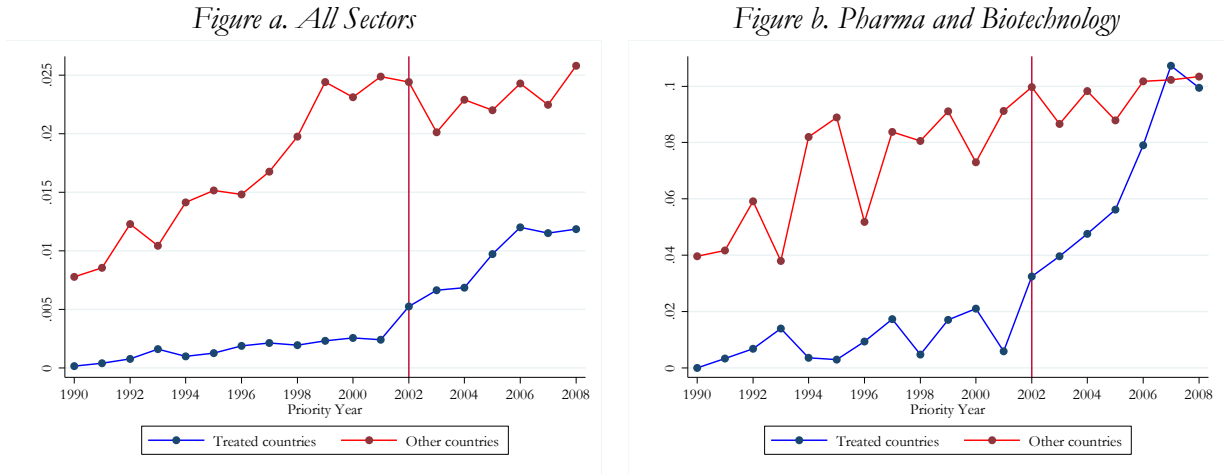 Figure a. All Sectors
.025
.02
.015
.01
.005
0
1990 1992 1994 1996 1998 2000 2002 2004 2006 2008
Priority Year
Treated countries Other countries
Figure b. Pharma and Biotechnology
.1
.08
.06
.04
.02
0
1990 1992 1994 1996 1998 2000 2002 2004 2006 2008
Priority Year
Treated countries Other countries